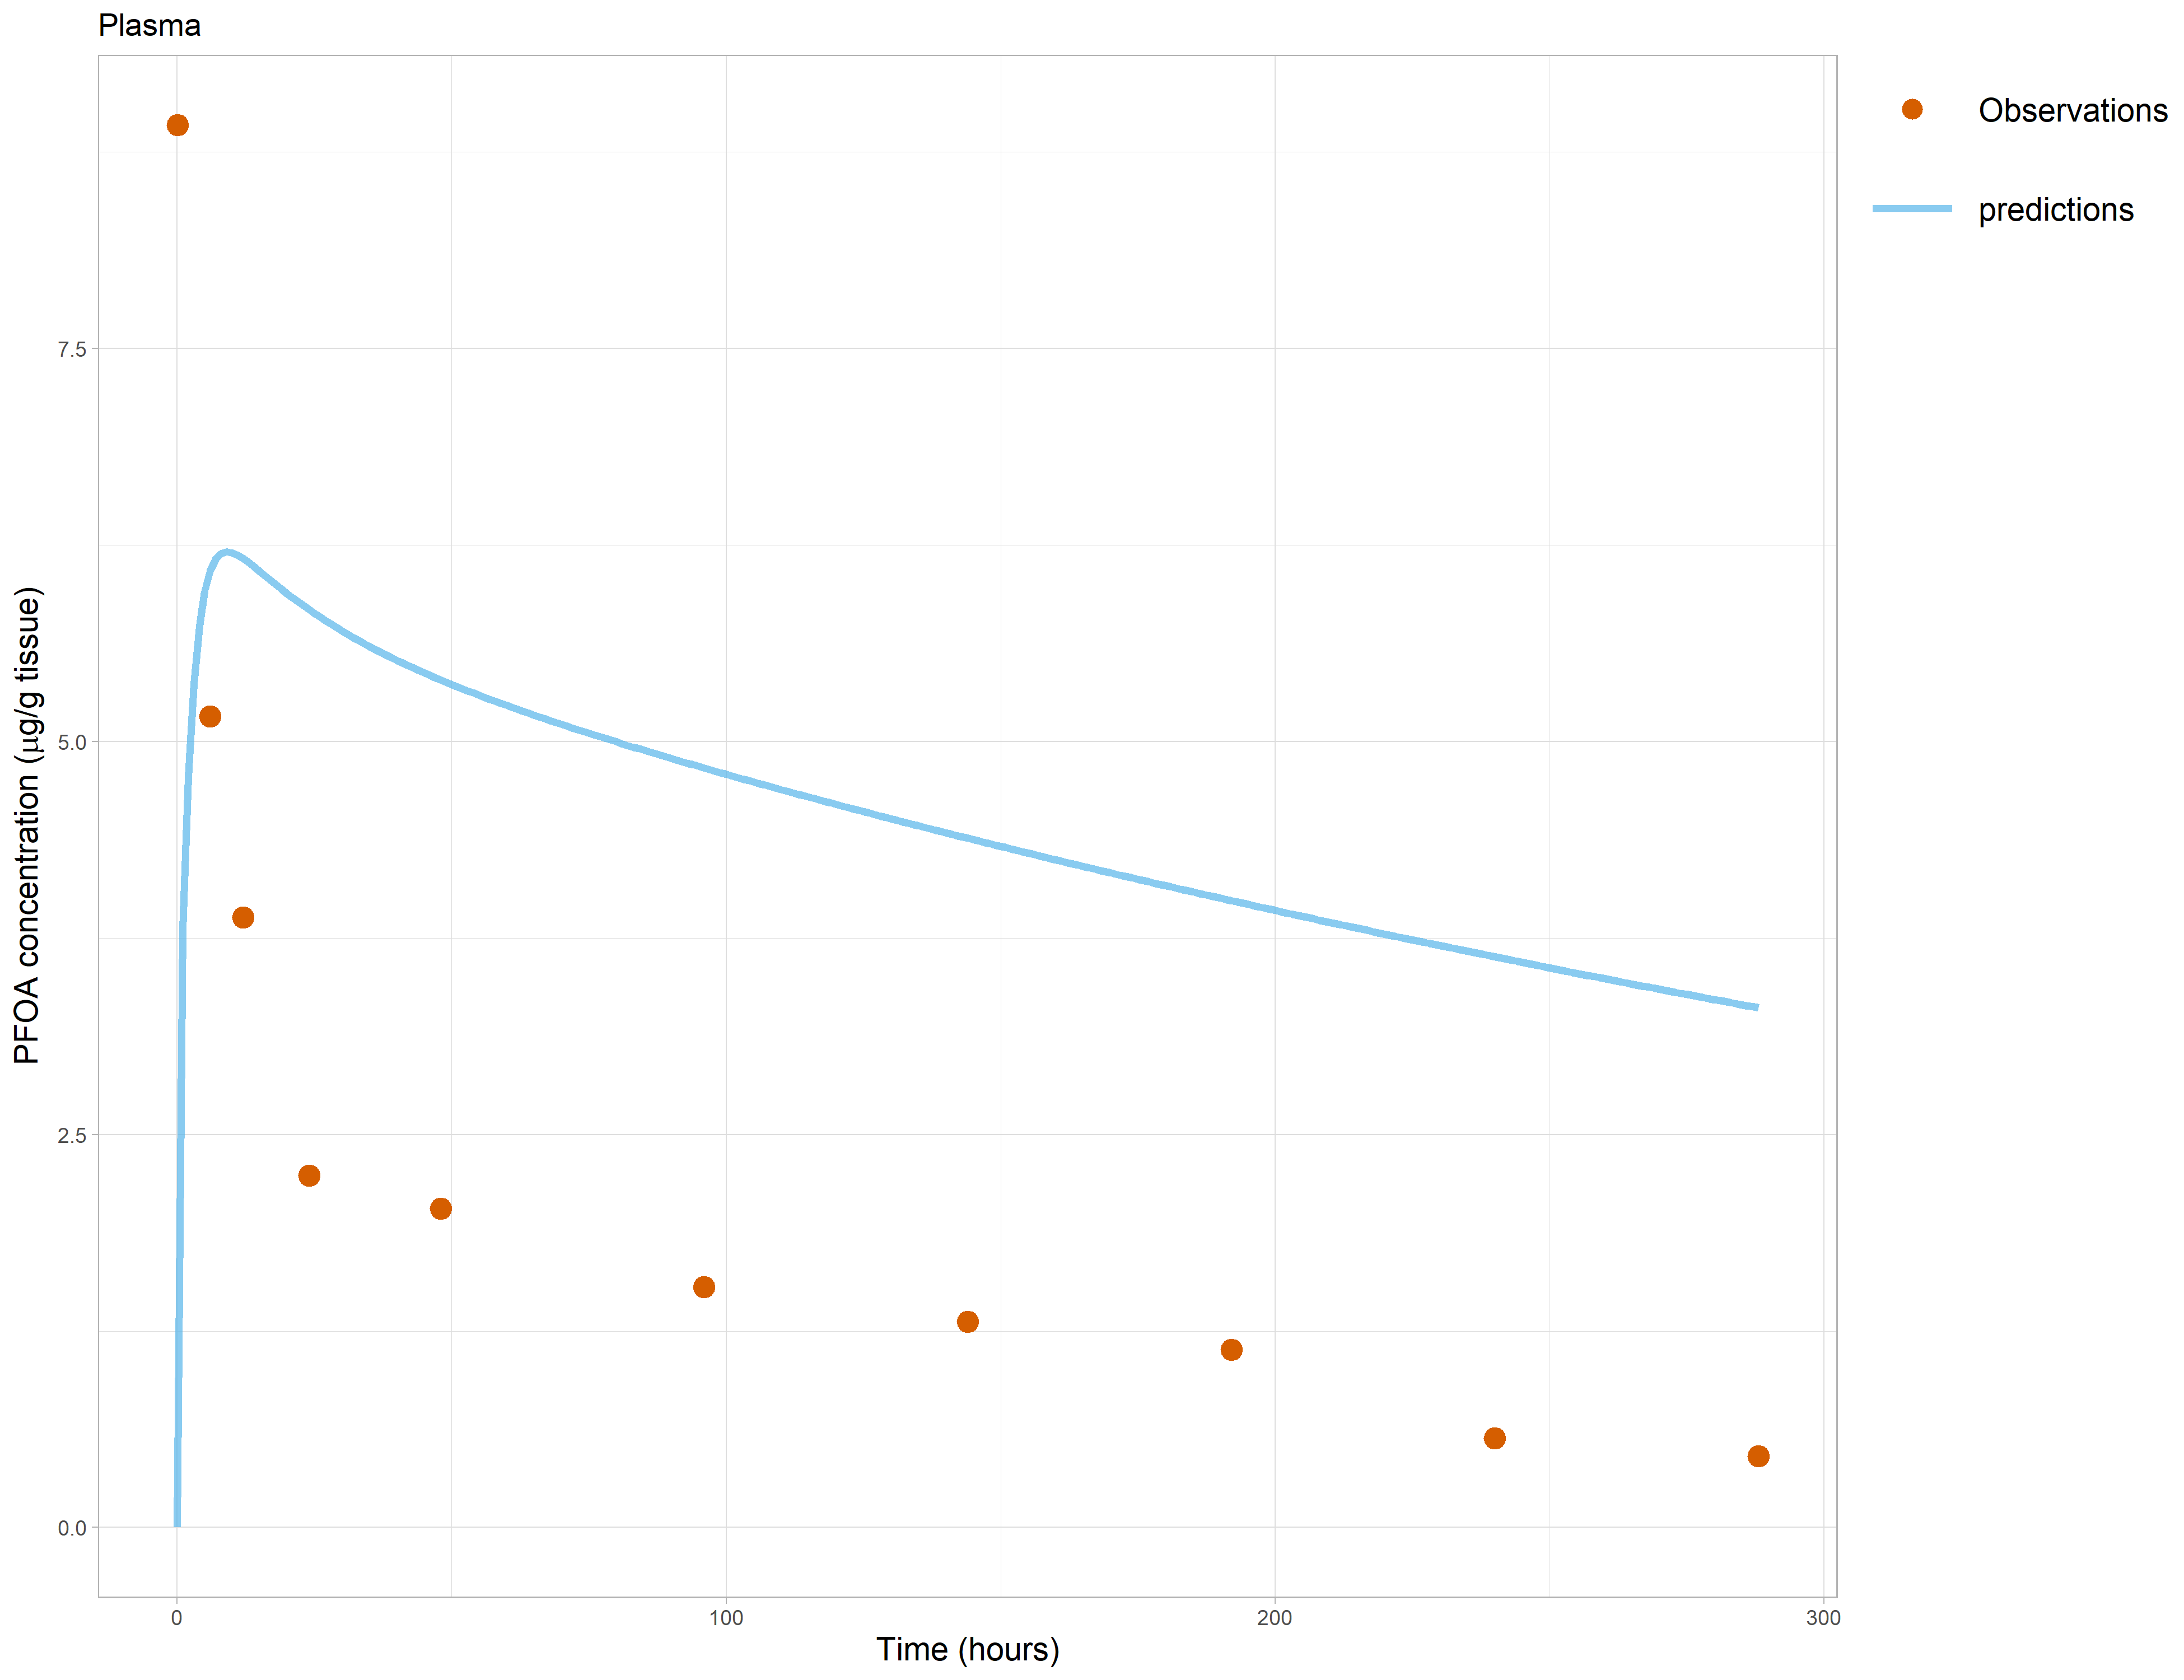 Plasma
Observations
predictions
PFOA concentration (μg/g tissue)
7.5
5.0
2.5
0.0
0
100
200
300
Time (hours)